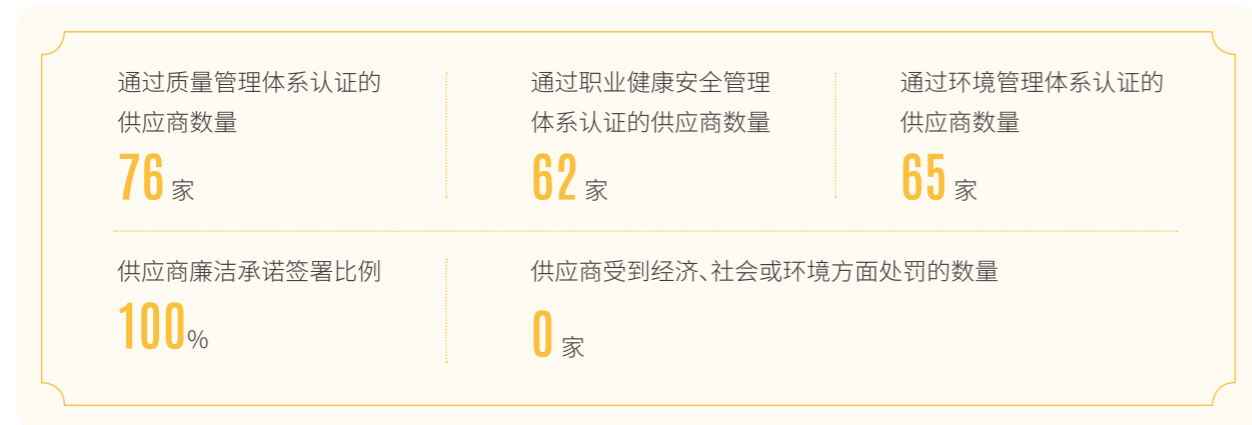 通过质量管理体系认证的
供应商数量
76 家
通过职业健康安全管理
体系认证的供应商数量
62 家
通过环境管理体系认证的
供应商数量
65 家
供应商廉洁承诺签署比例
100%
供应商受到经济、社会或环境方面处罚的数量
0 家